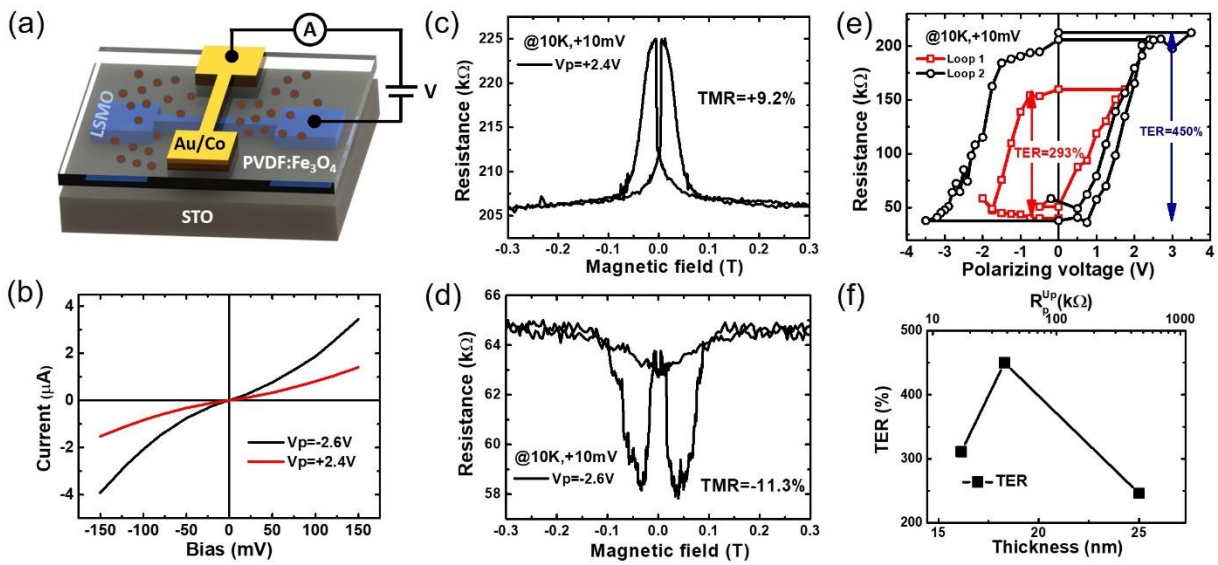 (a)
A
V
LSMO
Au/Co
PVDF:Fe₃O₄
STO
(b)
Current (μA)
4
2
0
-2
-4
Vp=-2.6V
Vp=+2.4V
-150 -100 -50 0 50 100 150
Bias (mV)
(c)
Resistance (kΩ)
225
220
215
210
205
@10K,+10mV
Vp=+2.4V
TMR=+9.2%
-0.3 -0.2 -0.1 0.0 0.1 0.2 0.3
Magnetic field (T)
(d)
Resistance (kΩ)
66
64
62
60
58
@10K,+10mV
Vp=-2.6V
TMR=-11.3%
-0.3 -0.2 -0.1 0.0 0.1 0.2 0.3
Magnetic field (T)
(e)
Resistance (kΩ)
200
150
100
50
@10K,+10mV
Loop 1
Loop 2
TER=293%
TER=450%
-4 -3 -2 -1 0 1 2 3 4
Polarizing voltage (V)
(f)
R_p^Up(kΩ)
10 100 1000
TER (%)
500
400
300
200
TER
15 20 25
Thickness (nm)